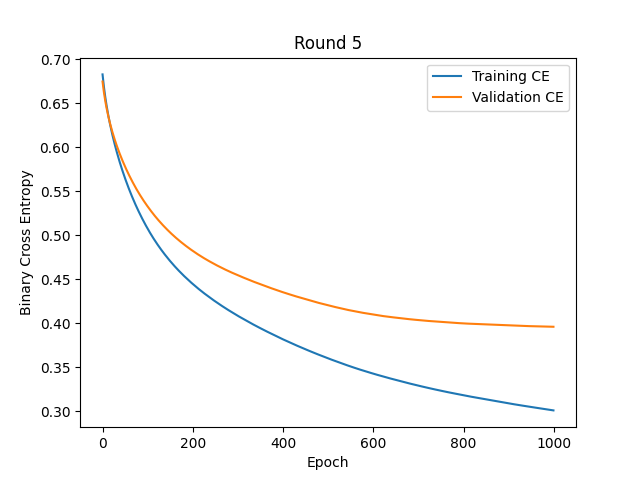 Round 5
Training CE
Validation CE
Binary Cross Entropy
0.70
0.65
0.60
0.55
0.50
0.45
0.40
0.35
0.30
0 200 400 600 800 1000
Epoch